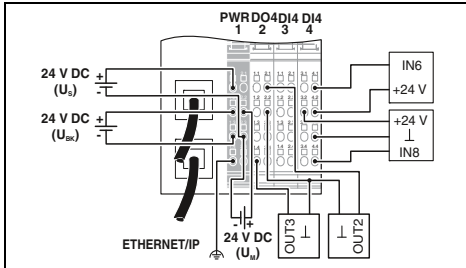 PWR DO4 DI4 DI4
1 2 3 4
24 V DC
(US)
+
-
24 V DC
(UBK)
+
-
IN6
+24 V
+24 V
⊥
IN8
ETHERNET/IP
- +
24 V DC
(UM)
OUT3
⊥
⊥
OUT2